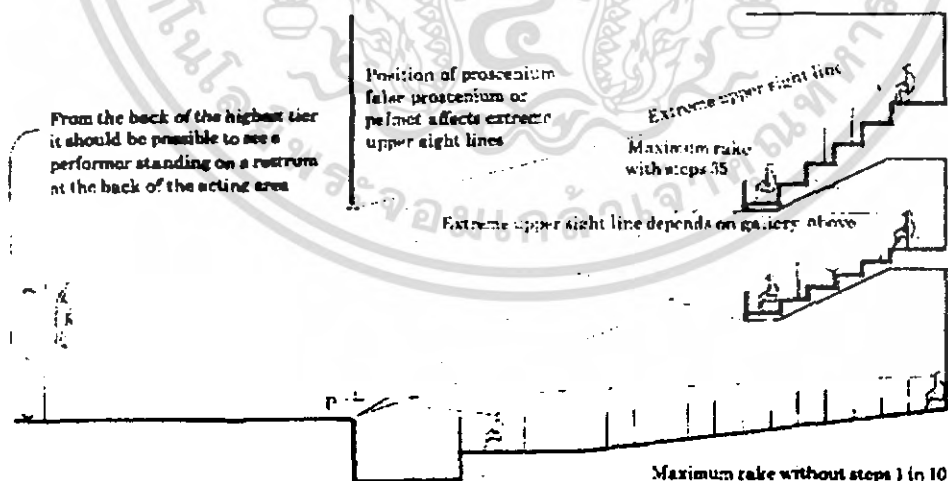 From the back of the highest tier
it should be possible to see a
performer standing on a rostrum
at the back of the acting area
Position of proscenium
false proscenium or
pelmet affects extreme
upper sight lines
Extreme upper sight line
Maximum rake
with steps 35
Extreme upper sight line depends on gallery above
P
Maximum rake without steps 1 in 10